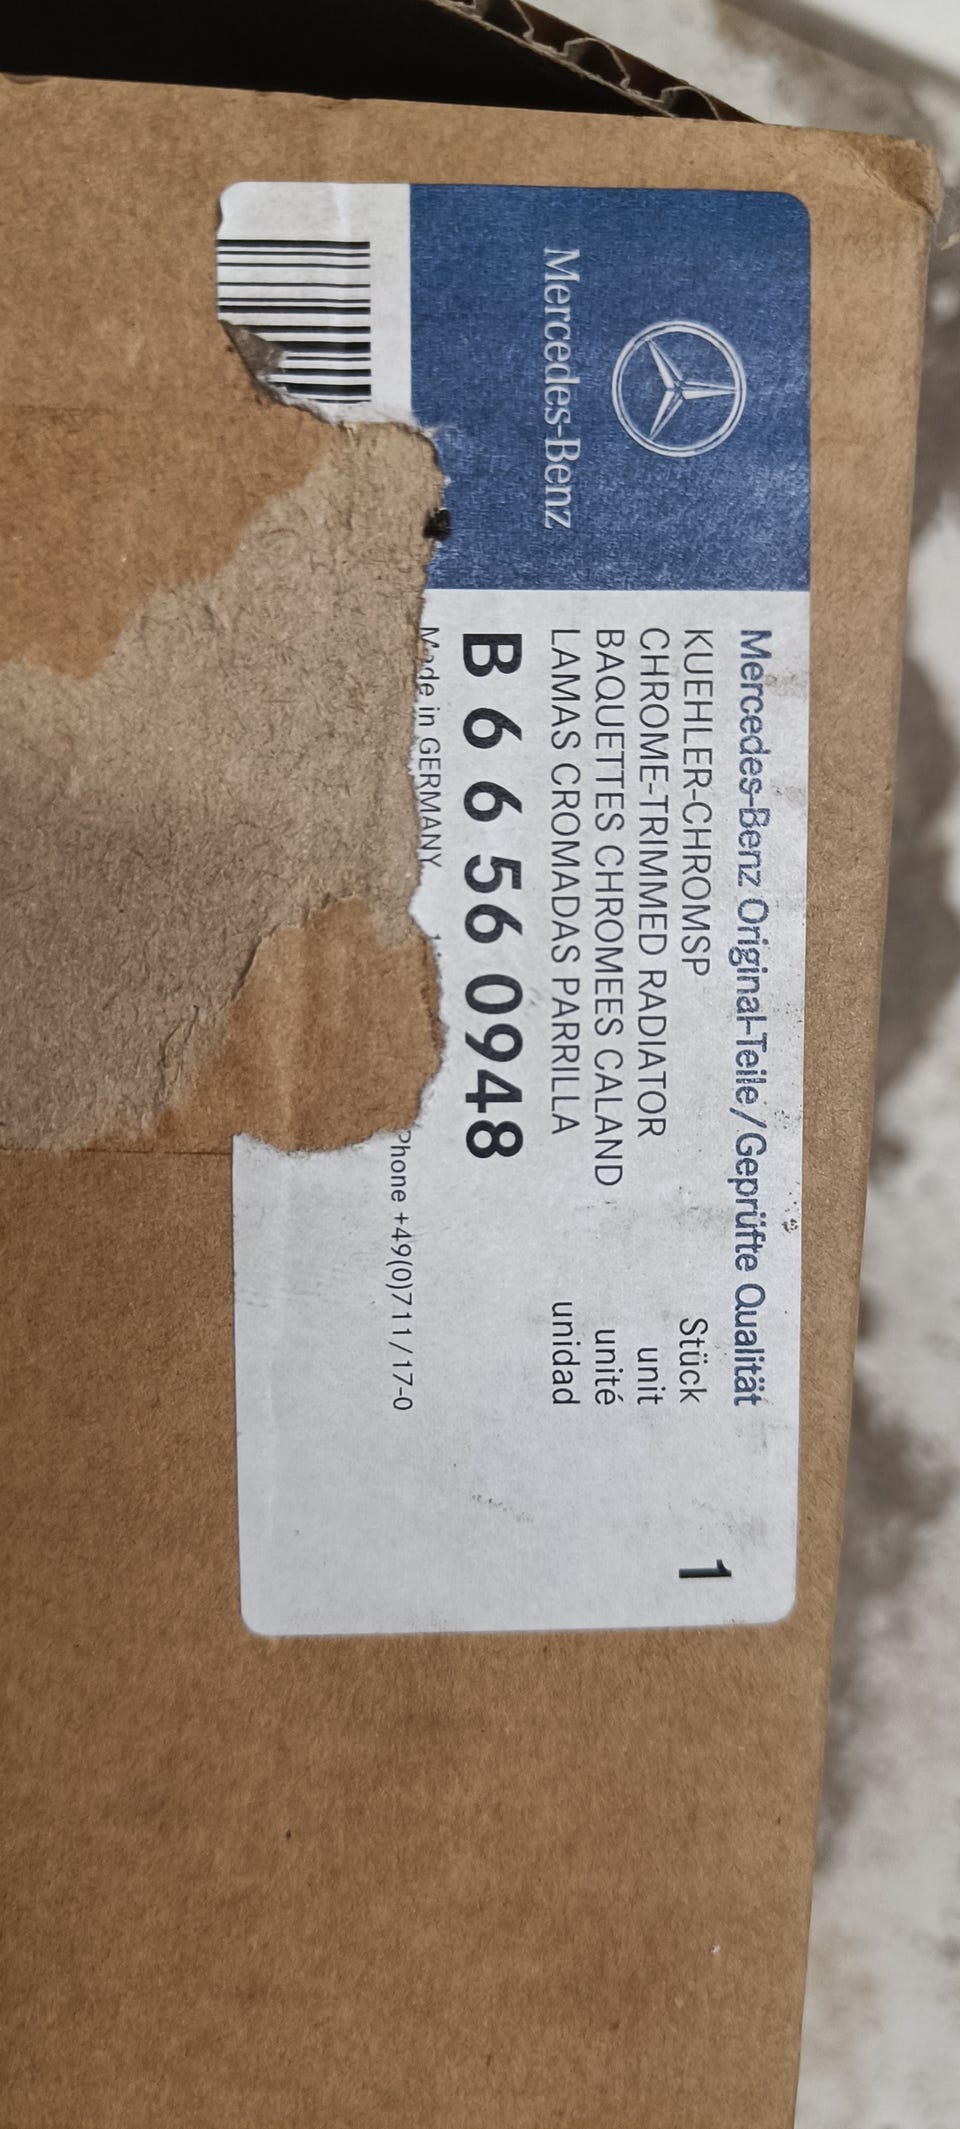 Mercedes-Benz
Mercedes-Benz Original-Teile/Geprüfte Qualität
KUEHLER-CHROMSP Stück 1
CHROME-TRIMMED RADIATOR unit
BAQUETTES CHROMEES CALAND unité
LAMAS CROMADAS PARRILLA unidad
B 6 6 56 0948
Made in GERMANY
Phone +49(0)711/17-0